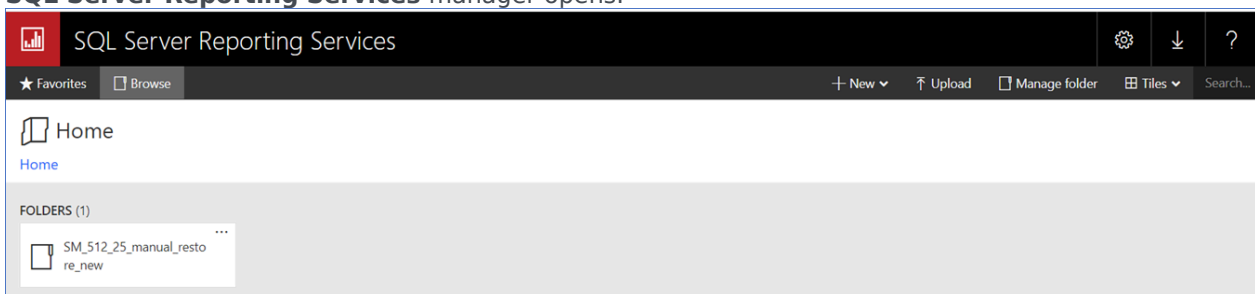 SQL Server Reporting Services manager opens.
SQL Server Reporting Services
?
★ Favorites Browse + New Upload Manage folder Tiles Search...
Home
Home
FOLDERS (1)
...
SM_512_25_manual_resto
re_new